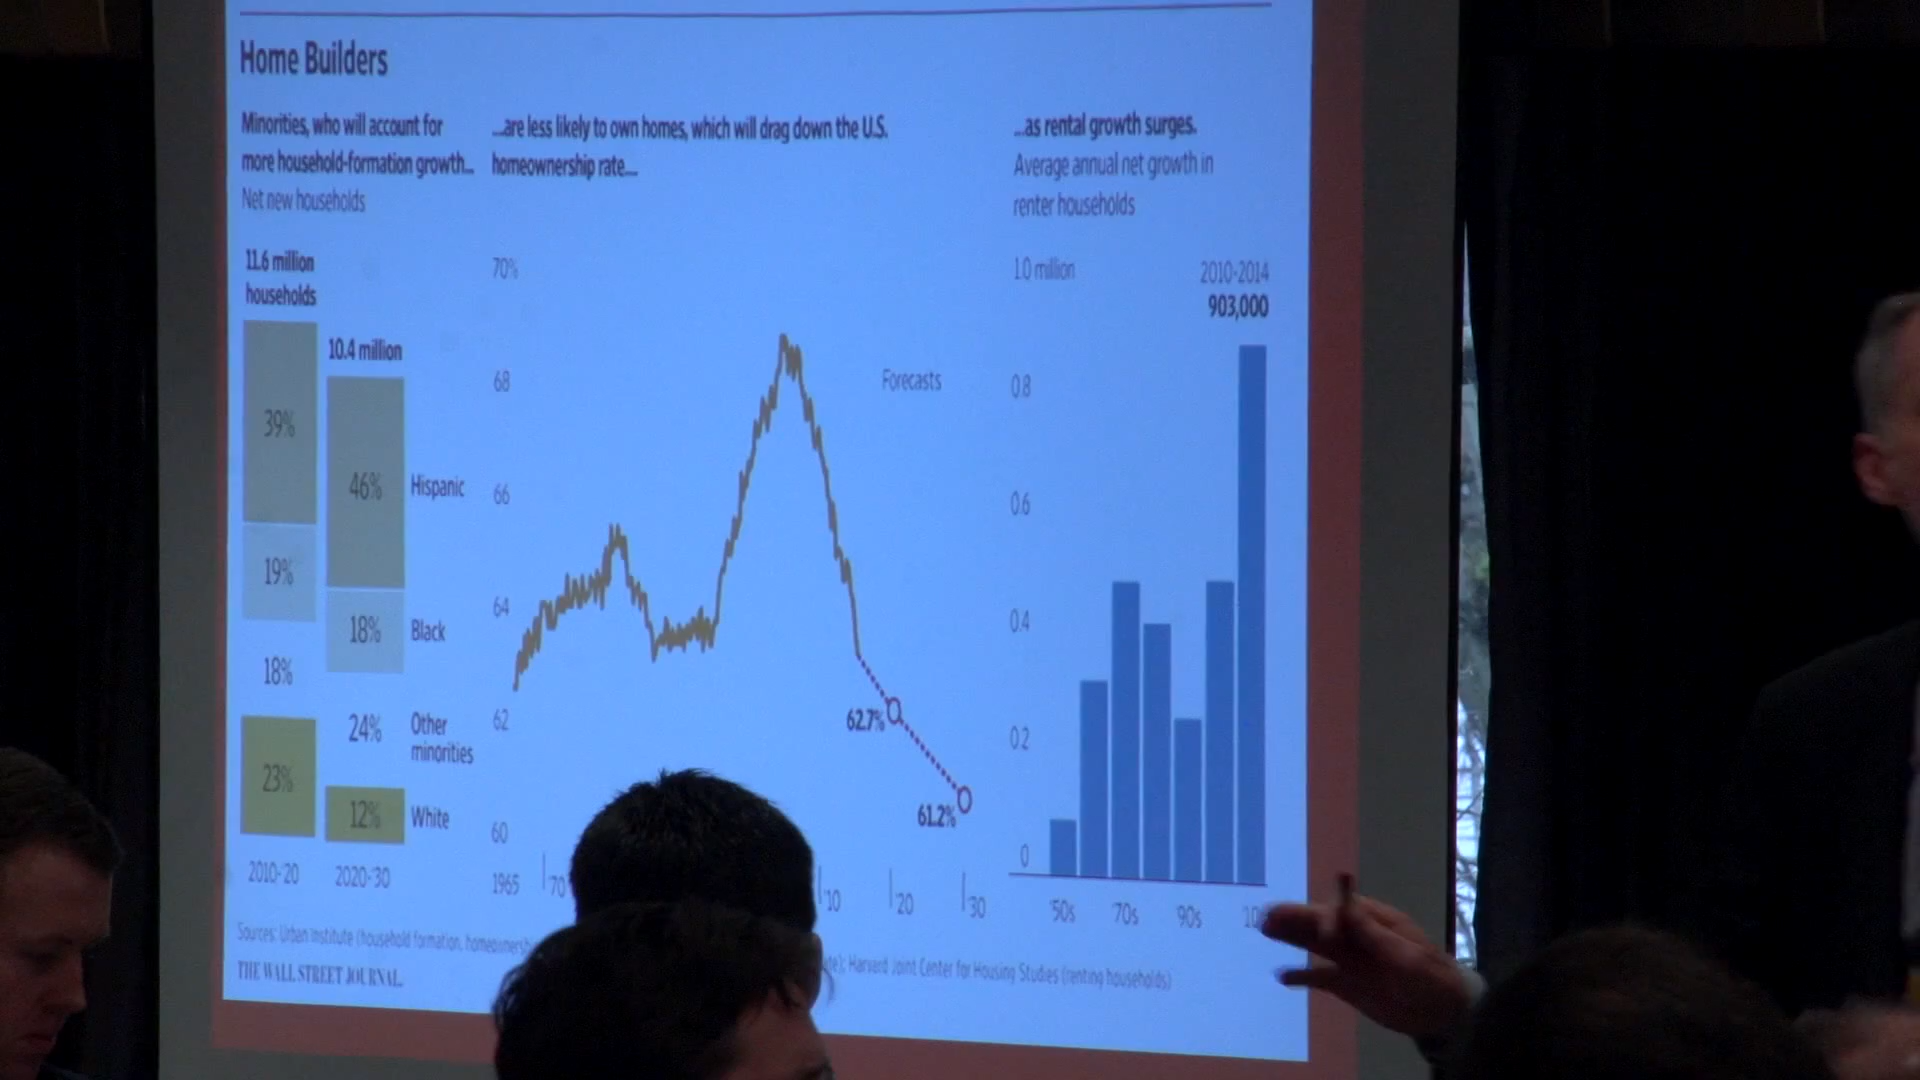 Home Builders
Minorities, who will account for
more household-formation growth...
Net new households
11.6 million
households
39%
19%
18%
23%
2010-'20
10.4 million
46%
18%
24%
12%
2020-'30
Hispanic
Black
Other
minorities
White
...are less likely to own homes, which will drag down the U.S.
homeownership rate....
70%
68
66
64
62
60
Forecasts
62.7%
61.2%
1965
'70
'10
'20
'30
...as rental growth surges.
Average annual net growth in
renter households
1.0 million
0.8
0.6
0.4
0.2
0
2010-2014
903,000
'50s
'70s
'90s
Sources: Urban Institute (household formation, Harvard Joint Center for Housing Studies (renting households)
THE WALL STREET JOURNAL.